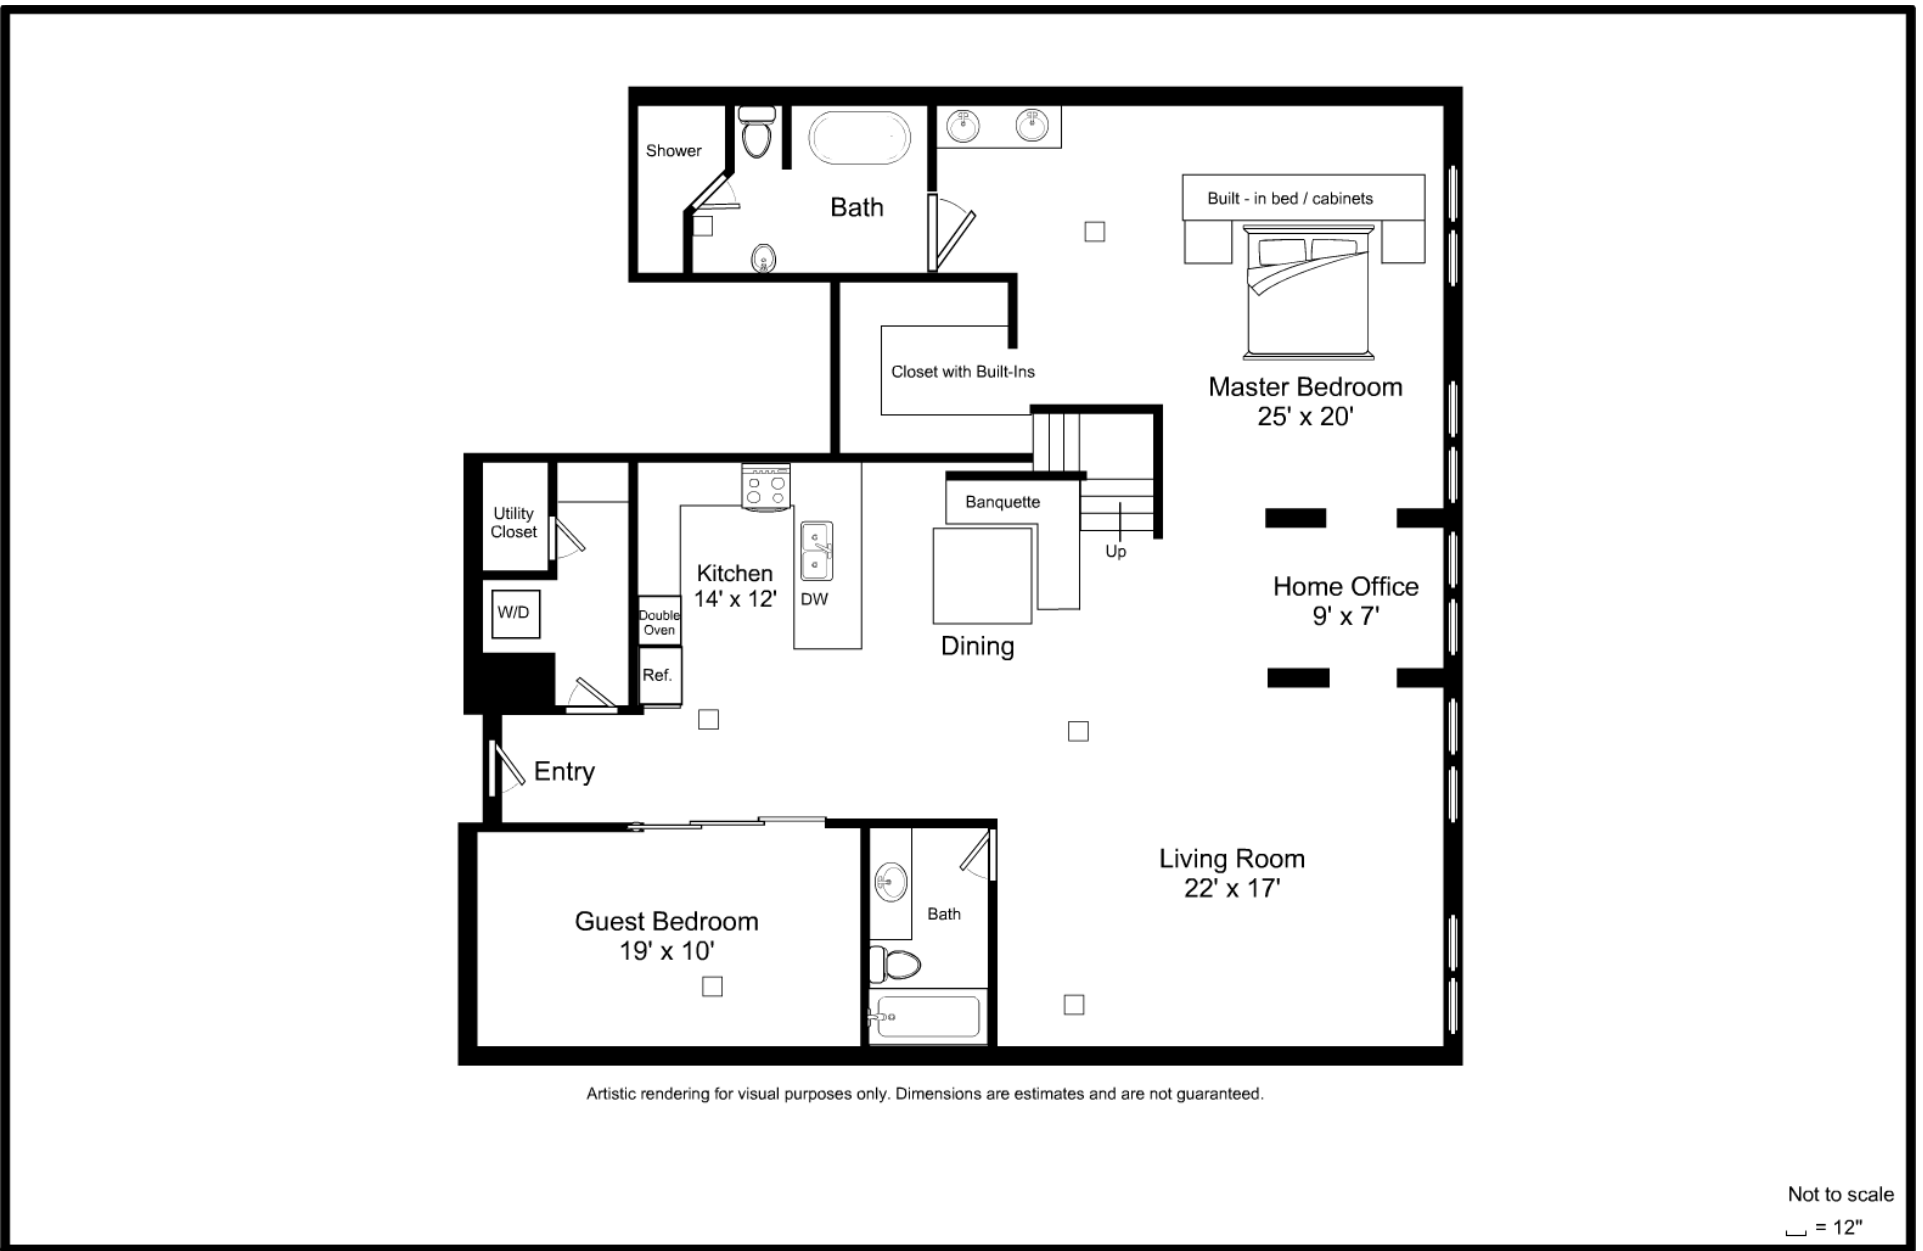 Shower
Bath
Built - in bed / cabinets
Closet with Built-Ins
Master Bedroom
25' x 20'
Utility
Closet
Banquette
Up
Kitchen
14' x 12'
DW
Home Office
9' x 7'
W/D
Double
Oven
Dining
Ref.
Entry
Living Room
22' x 17'
Guest Bedroom
19' x 10'
Bath
Artistic rendering for visual purposes only. Dimensions are estimates and are not guaranteed.
Not to scale
= 12"